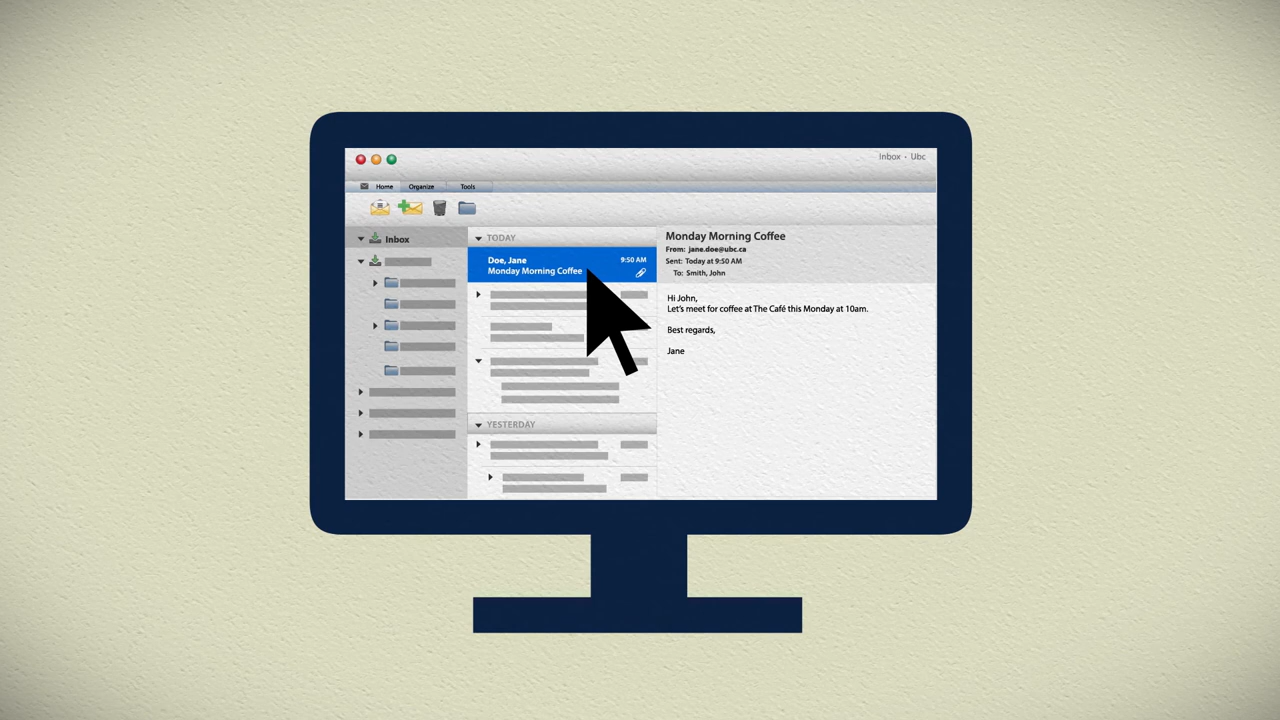 Inbox - Ubc
Home Organize Tools
Inbox
TODAY
Doe, Jane 9:50 AM
Monday Morning Coffee
YESTERDAY
Monday Morning Coffee
From: jane.doe@ubc.ca
Sent: Today at 9:50 AM
To: Smith, John
Hi John,
Let's meet for coffee at The Café this Monday at 10am.
Best regards,
Jane